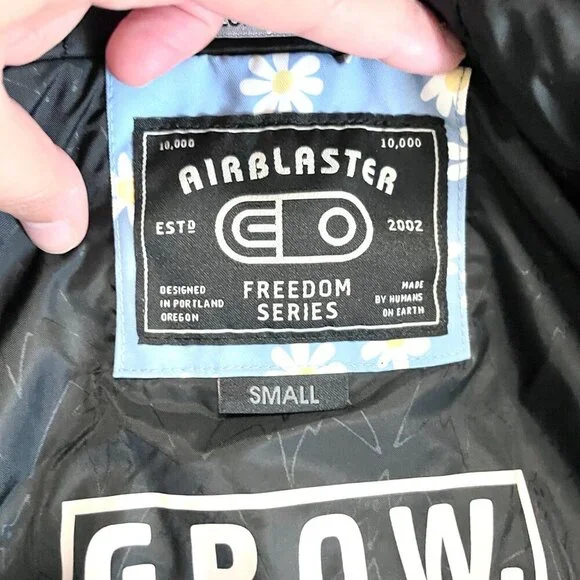 10,000 10,000
AIRBLASTER
ESTD 2002
DESIGNED
IN PORTLAND
OREGON
FREEDOM
SERIES
MADE
BY HUMANS
ON EARTH
SMALL
GROW.